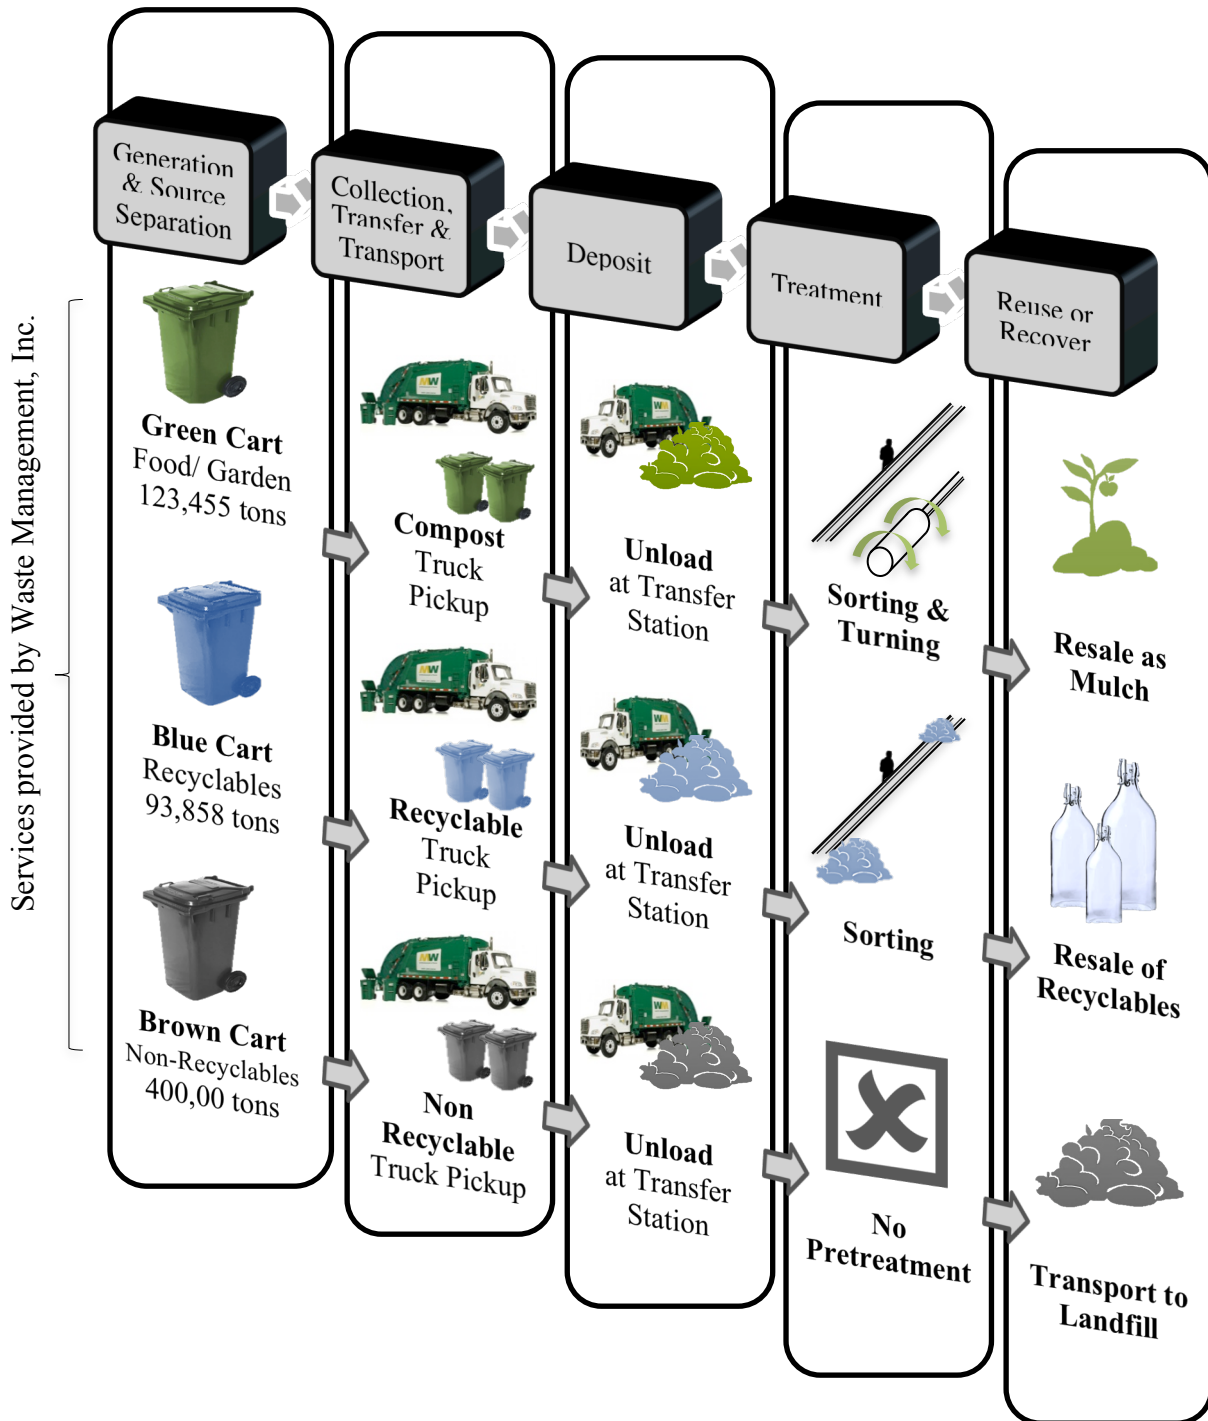 Services provided by Waste Management, Inc.
Generation
& Source
Separation
Green Cart
Food/ Garden
123,455 tons
Blue Cart
Recyclables
93,858 tons
Brown Cart
Non-Recyclables
400,00 tons
Collection,
Transfer &
Transport
Compost
Truck
Pickup
Recyclable
Truck
Pickup
Non
Recyclable
Truck Pickup
Deposit
WM
Unload
at Transfer
Station
WM
Unload
at Transfer
Station
WM
Unload
at Transfer
Station
Treatment
Sorting &
Turning
Sorting
No
Pretreatment
Reuse or
Recover
Resale as
Mulch
Resale of
Recyclables
Transport to
Landfill